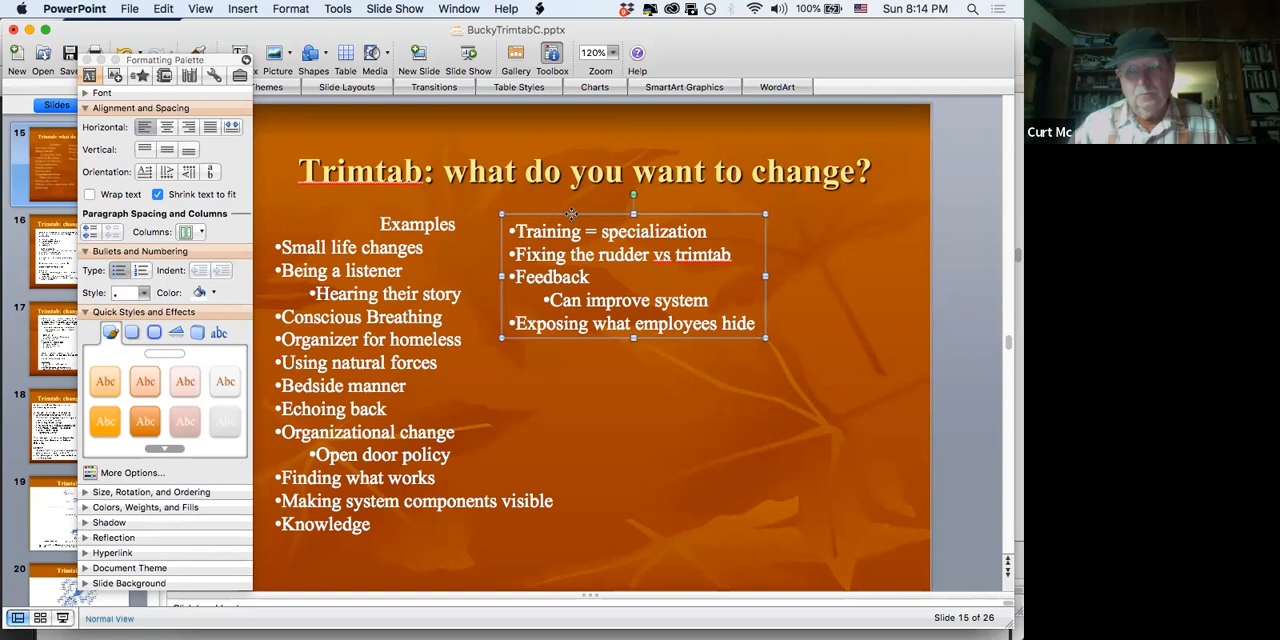 PowerPoint File Edit View Insert Format Tools Slide Show Window Help 100% Sun 8:14 PM
BuckyTrimtabC.pptx
120%
New Open Save Picture Shapes Table Media New Slide Slide Show Gallery Toolbox Zoom Help
Formatting Palette
Slide Layouts Transitions Table Styles Charts SmartArt Graphics WordArt
Slides
Font
Alignment and Spacing
Horizontal:
Vertical:
Orientation:
Wrap text Shrink text to fit
Paragraph Spacing and Columns
Columns:
Bullets and Numbering
Type: Indent:
Style: Color:
Quick Styles and Effects
abc
Abc Abc Abc Abc
Abc Abc Abc Abc
More Options...
Size, Rotation, and Ordering
Colors, Weights, and Fills
Shadow
Reflection
Hyperlink
Document Theme
Slide Background
15
16
17
18
19
20
Trimtab: what do you want to change?
Examples
•Small life changes
•Being a listener
•Hearing their story
•Conscious Breathing
•Organizer for homeless
•Using natural forces
•Bedside manner
•Echoing back
•Organizational change
•Open door policy
•Finding what works
•Making system components visible
•Knowledge
•Training = specialization
•Fixing the rudder vs trimtab
•Feedback
•Can improve system
•Exposing what employees hide
Normal View
Slide 15 of 26
Curt Mc